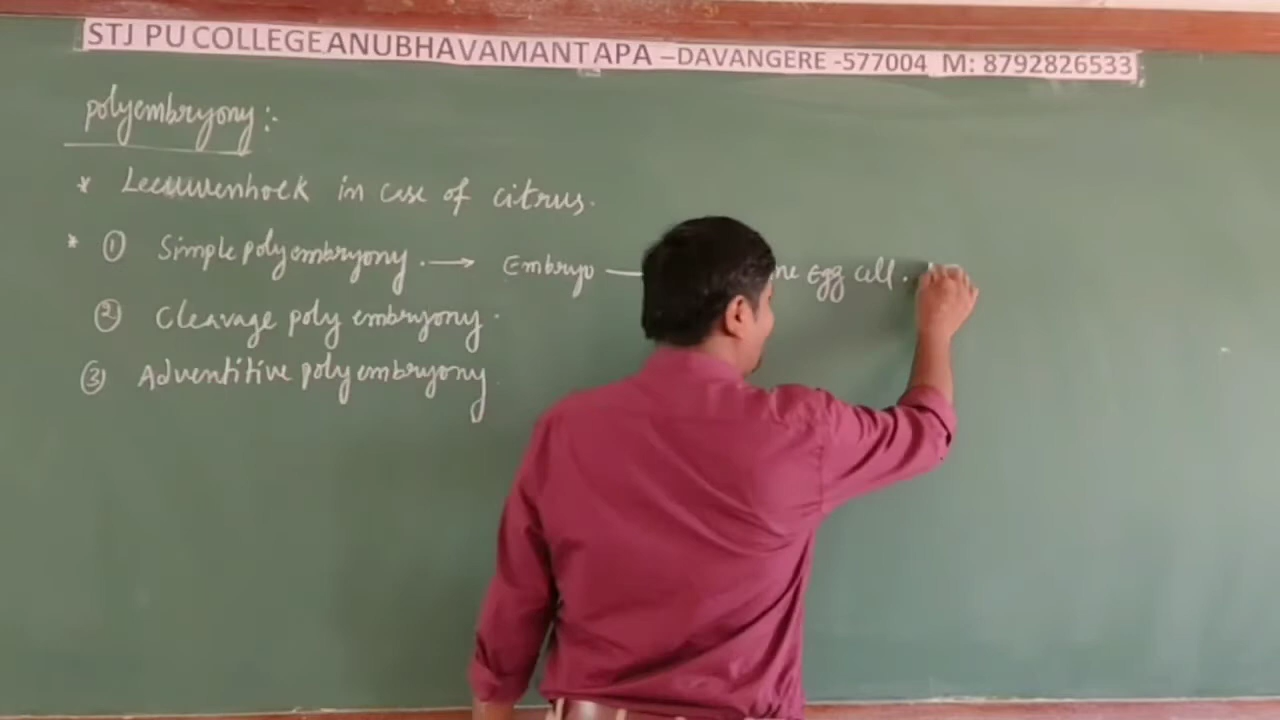 STJ PU COLLEGE ANUBHAVAMANTAPA –DAVANGERE -577004 M: 8792826533
polyembryony :-
* Leeuwenhoek in case of citrus.
* ① Simple polyembryony. → Embryo — Egg cell.
② Cleavage poly embryony.
③ Adventitive polyembryony